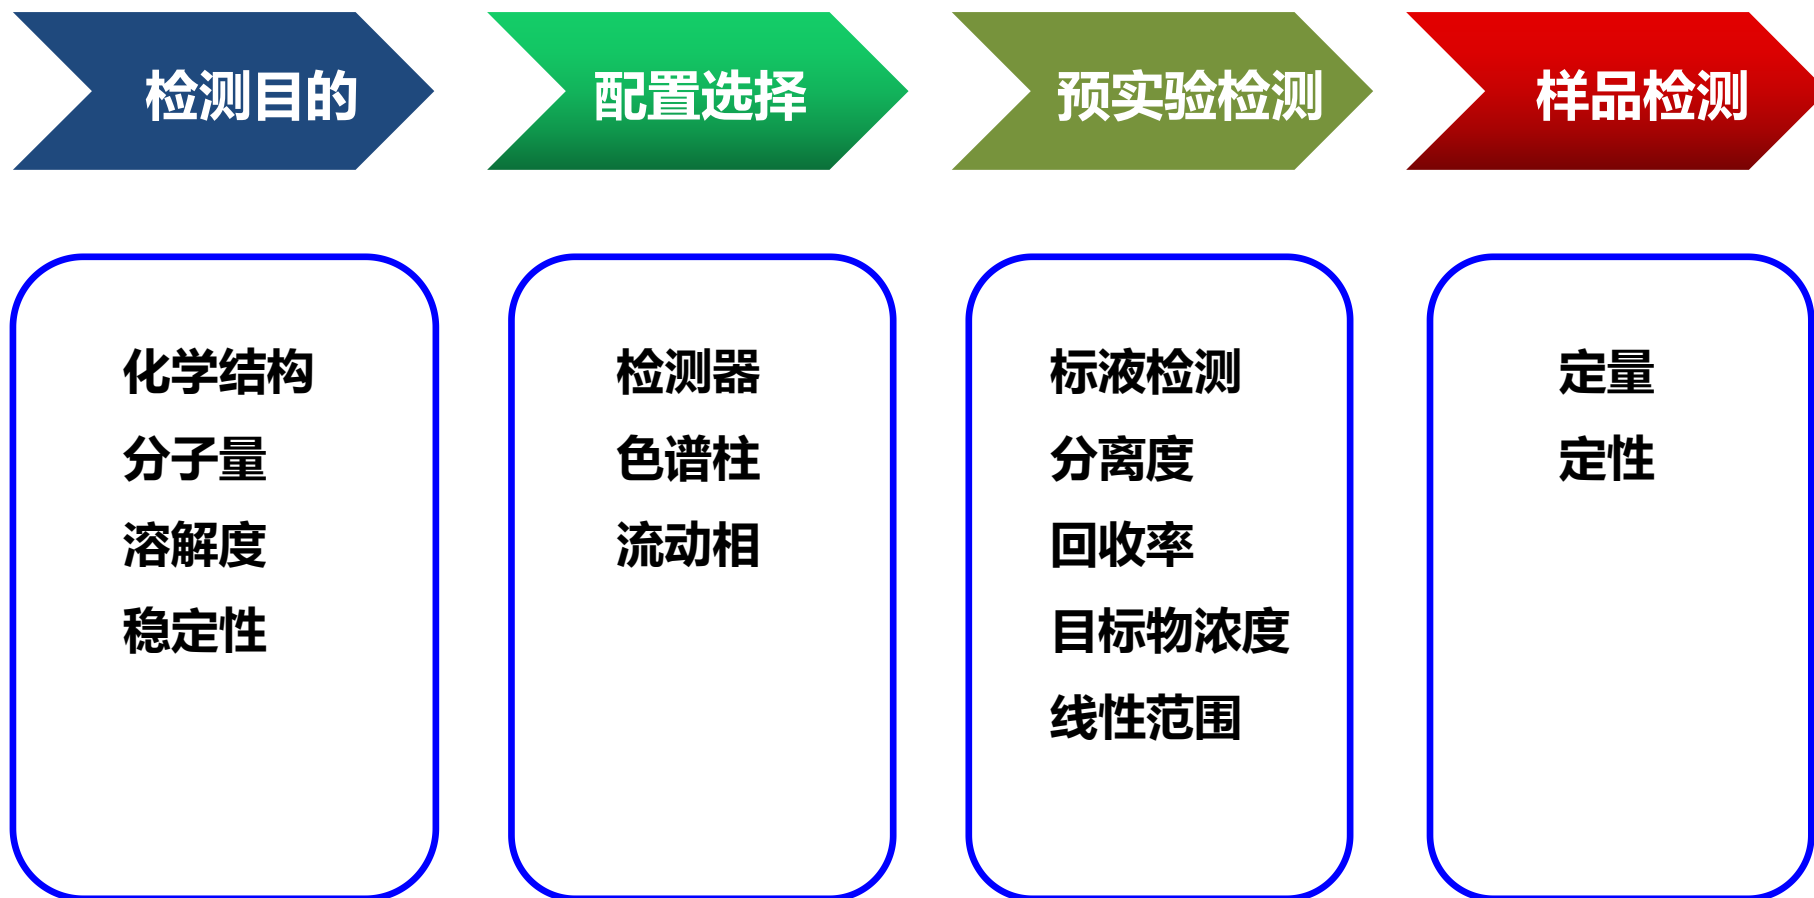 检测目的
配置选择
预实验检测
样品检测
化学结构
分子量
溶解度
稳定性
检测器
色谱柱
流动相
标液检测
分离度
回收率
目标物浓度
线性范围
定量
定性